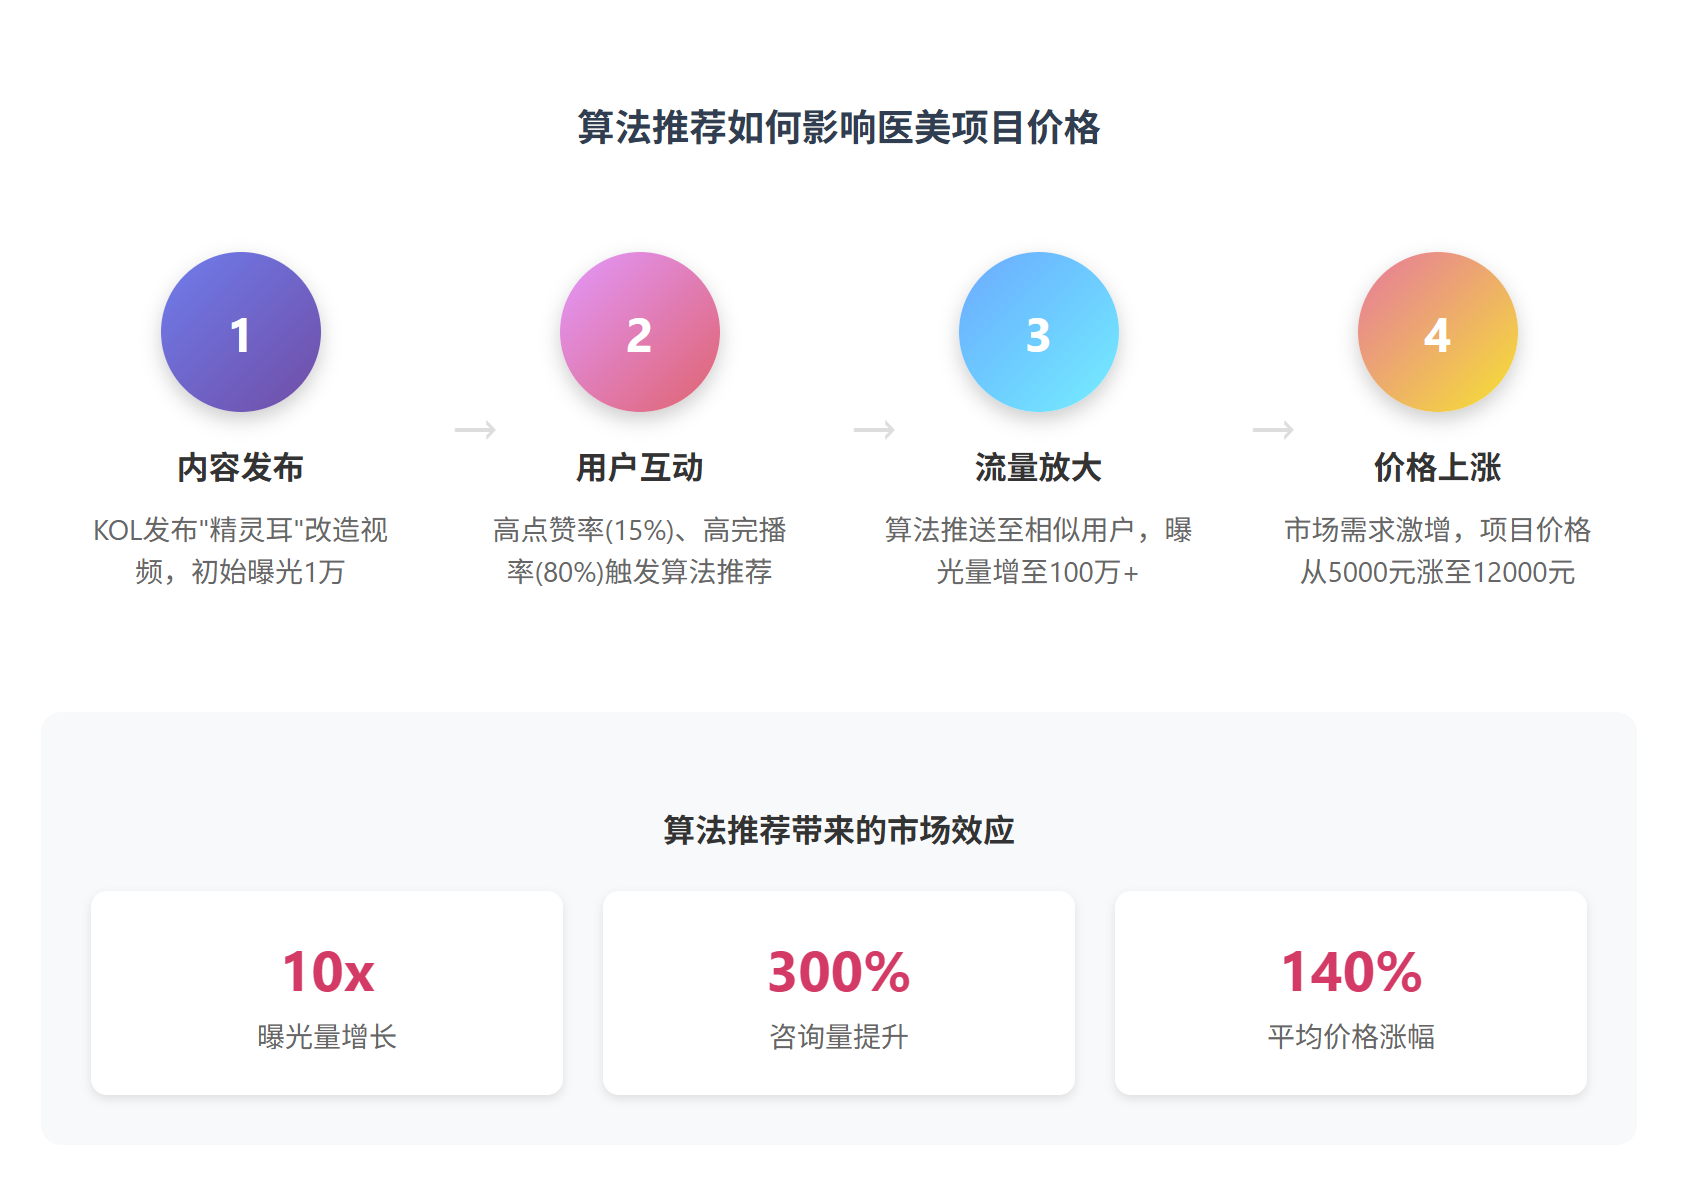 算法推荐如何影响医美项目价格
1
2
3
4
→
→
→
内容发布
用户互动
流量放大
价格上涨
KOL发布"精灵耳"改造视
频，初始曝光1万
高点赞率(15%)、高完播
率(80%)触发算法推荐
算法推送至相似用户，曝
光量增至100万+
市场需求激增，项目价格
从5000元涨至12000元
算法推荐带来的市场效应
10x
曝光量增长
300%
咨询量提升
140%
平均价格涨幅